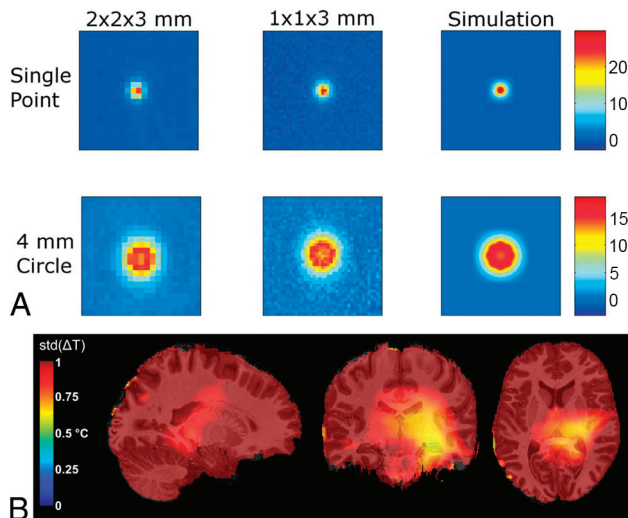 2x2x3 mm 1x1x3 mm Simulation
Single
Point
30
20
10
0
4 mm
Circle
15
10
5
0
A
std(ΔT)
1
0.75
0.5 °C
0.25
0
B